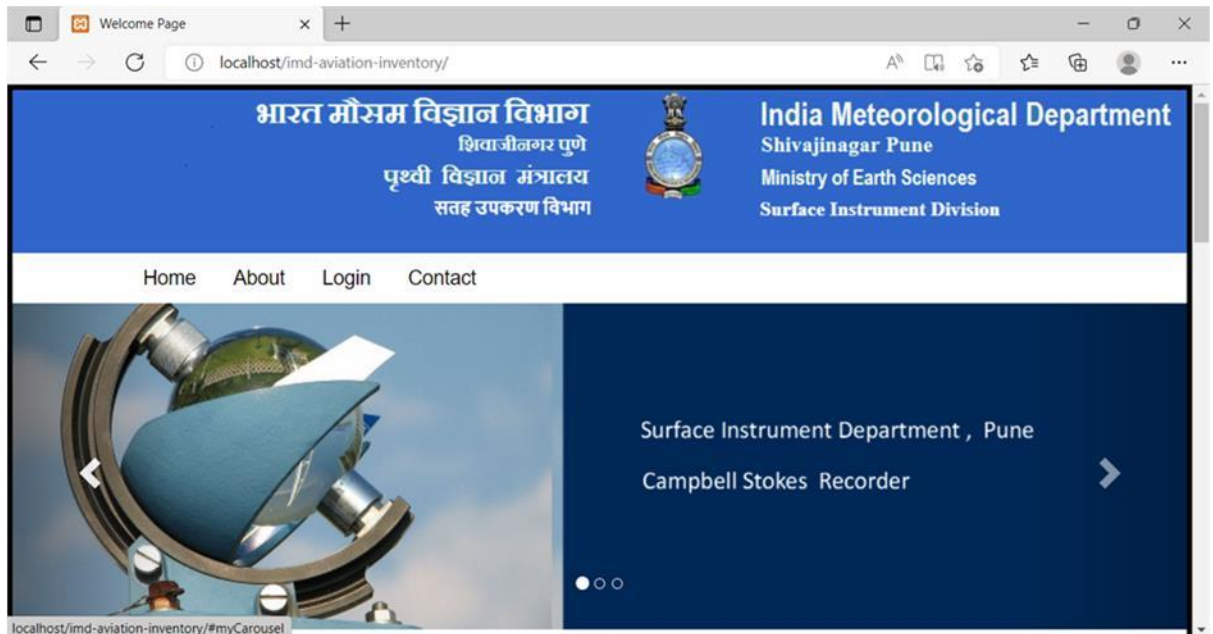 Welcome Page
localhost/imd-aviation-inventory/
भारत मौसम विज्ञान विभाग
शिवाजीनगर पुणे
पृथ्वी विज्ञान मंत्रालय
सतह उपकरण विभाग
India Meteorological Department
Shivajinagar Pune
Ministry of Earth Sciences
Surface Instrument Division
Home About Login Contact
Surface Instrument Department , Pune
Campbell Stokes Recorder
localhost/imd-aviation-inventory/#myCarousel